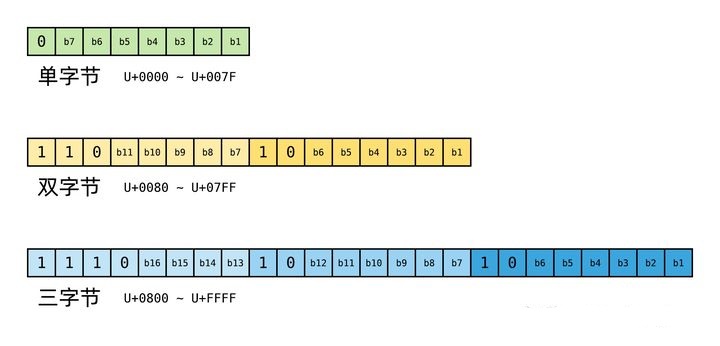 0 b7 b6 b5 b4 b3 b2 b1
单字节 U+0000 ~ U+007F
1 1 0 b11 b10 b9 b8 b7 1 0 b6 b5 b4 b3 b2 b1
双字节 U+0080 ~ U+07FF
1 1 1 0 b16 b15 b14 b13 1 0 b12 b11 b10 b9 b8 b7 1 0 b6 b5 b4 b3 b2 b1
三字节 U+0800 ~ U+FFFF